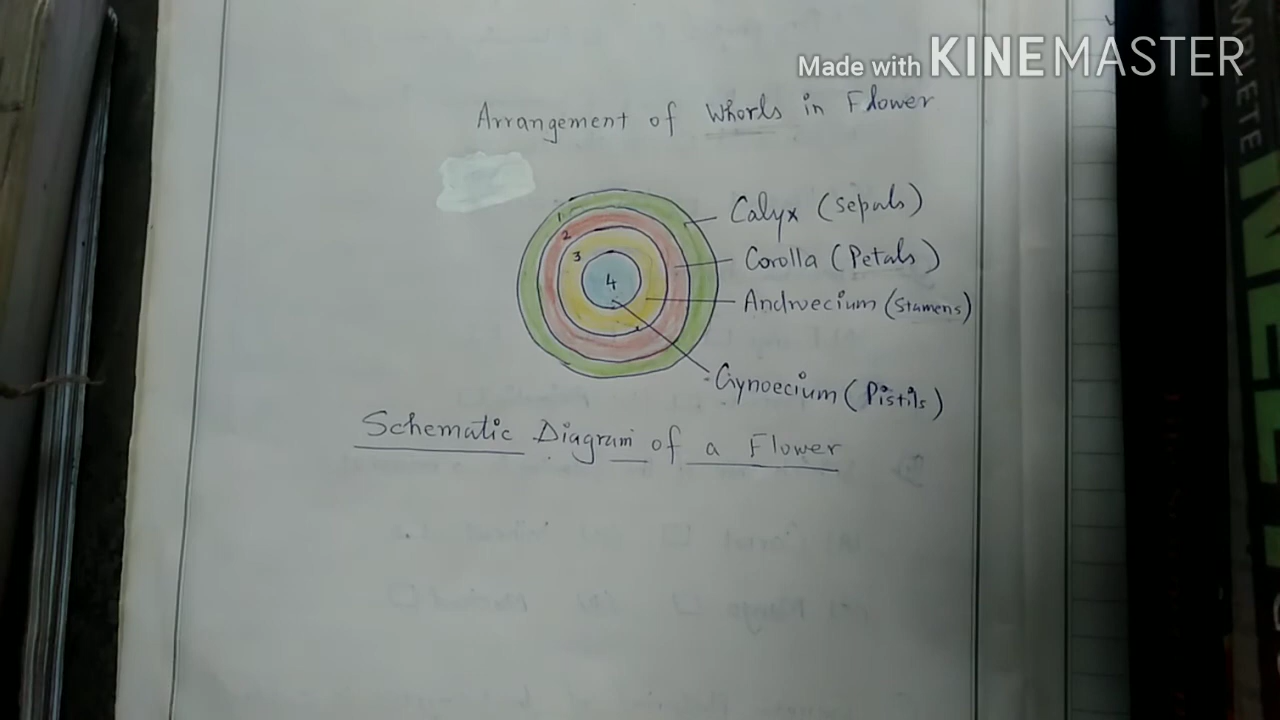 Made with KINEMASTER
Arrangement of Whorls in Flower
1
2
3
4
Calyx (sepals)
Corolla (Petals)
Androecium (stamens)
Gynoecium (Pistils)
Schematic Diagram of a Flower